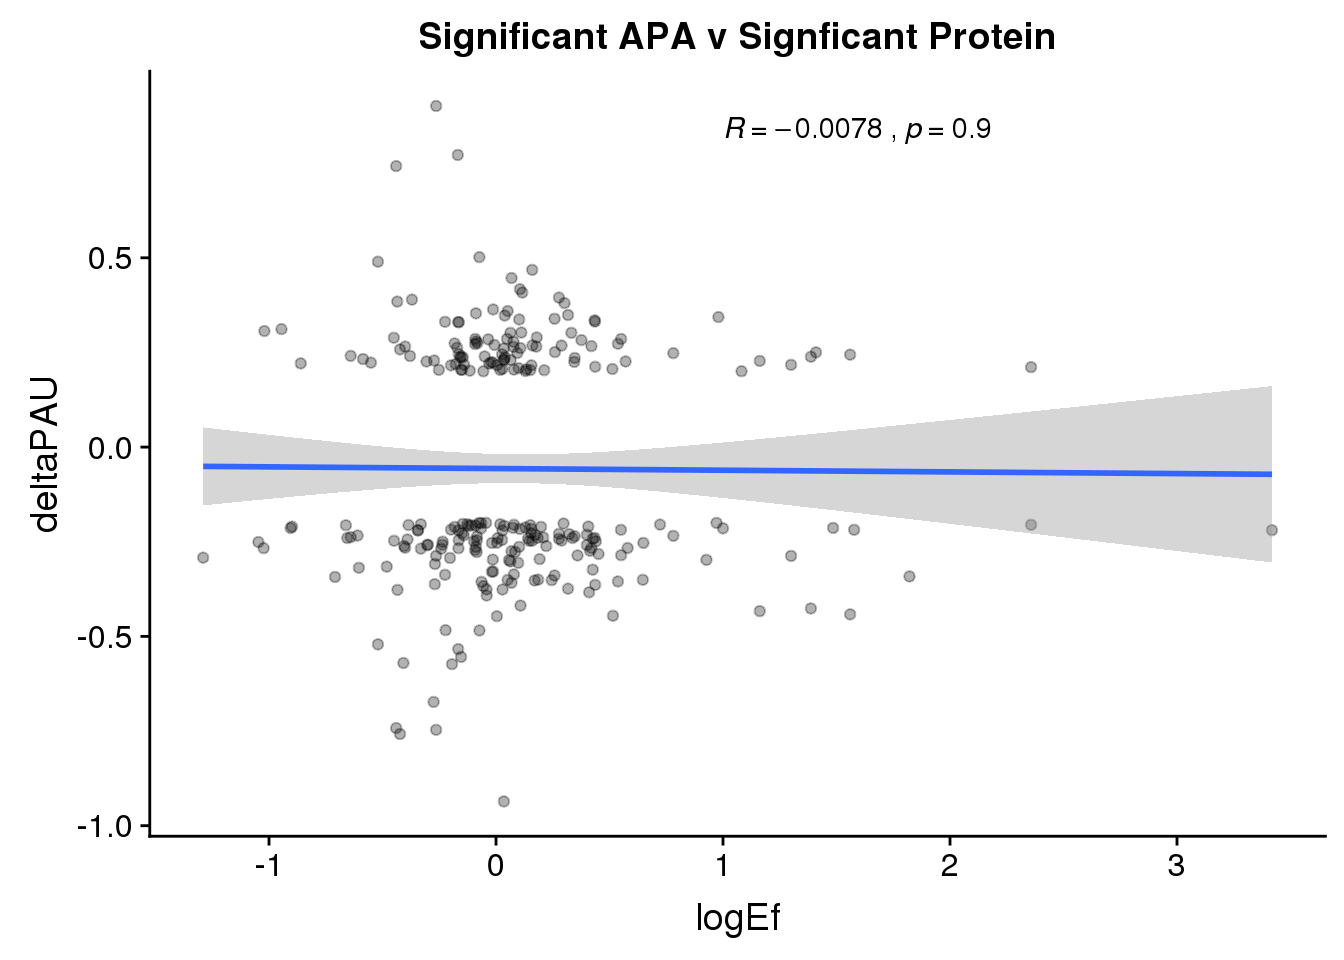 Significant APA v Signficant Protein
R = −0.0078 , p = 0.9
deltaPAU
0.5
0.0
-0.5
-1.0
-1 0 1 2 3
logEf